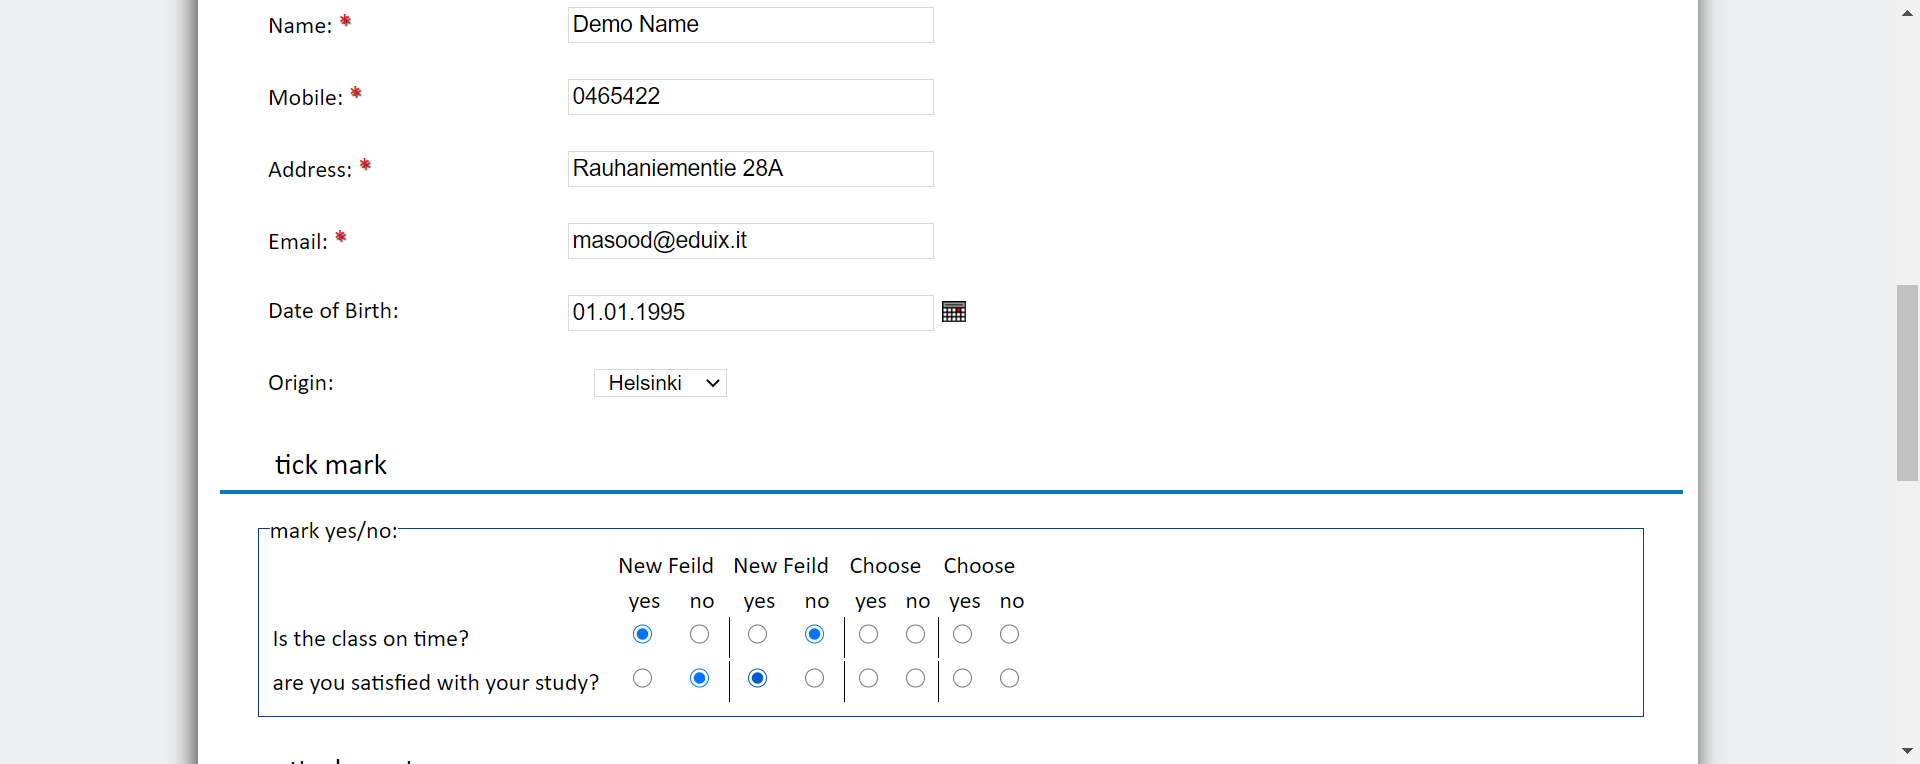 Name: *
Demo Name
Mobile: *
0465422
Address: *
Rauhaniementie 28A
Email: *
masood@eduix.it
Date of Birth:
01.01.1995
Origin:
Helsinki
tick mark
mark yes/no:
New Feild New Feild Choose Choose
yes no yes no yes no yes no
Is the class on time?
are you satisfied with your study?